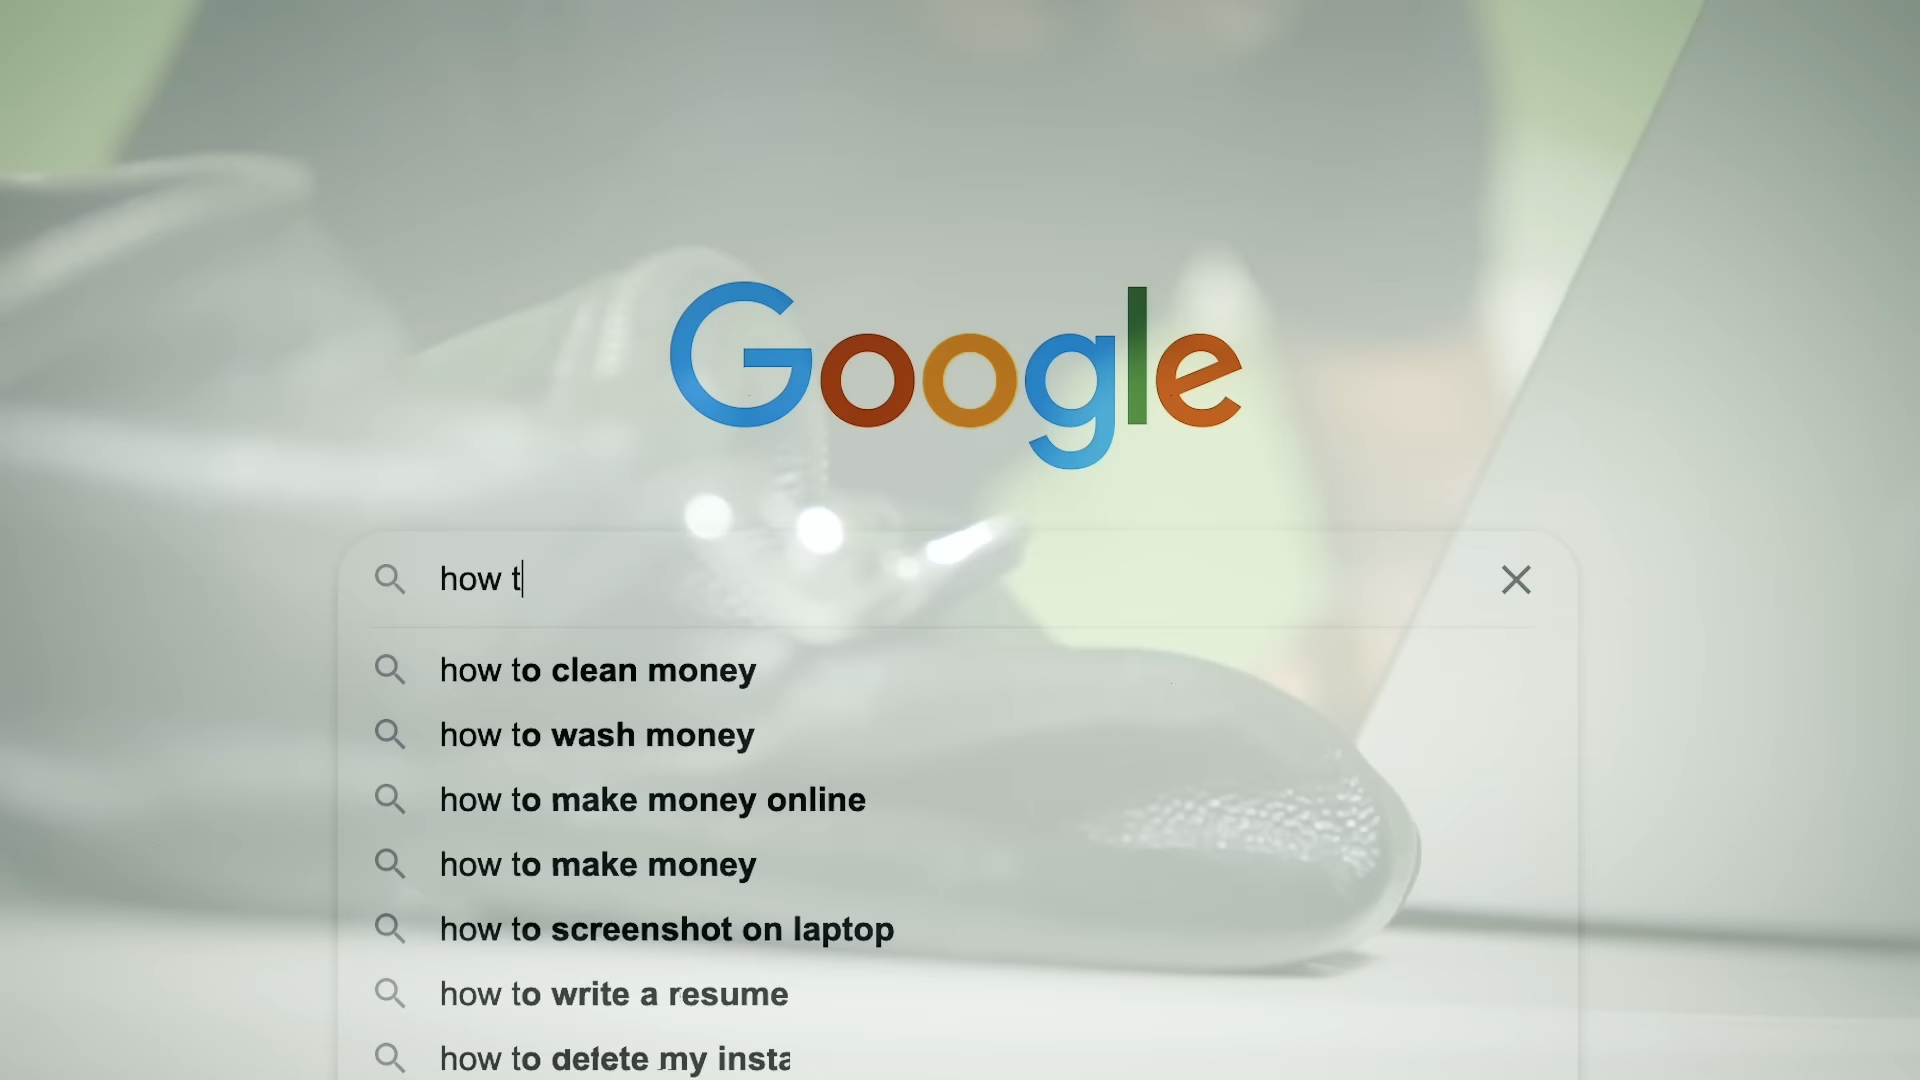 Google
how t
how to clean money
how to wash money
how to make money online
how to make money
how to screenshot on laptop
how to write a resume
how to delete my insta